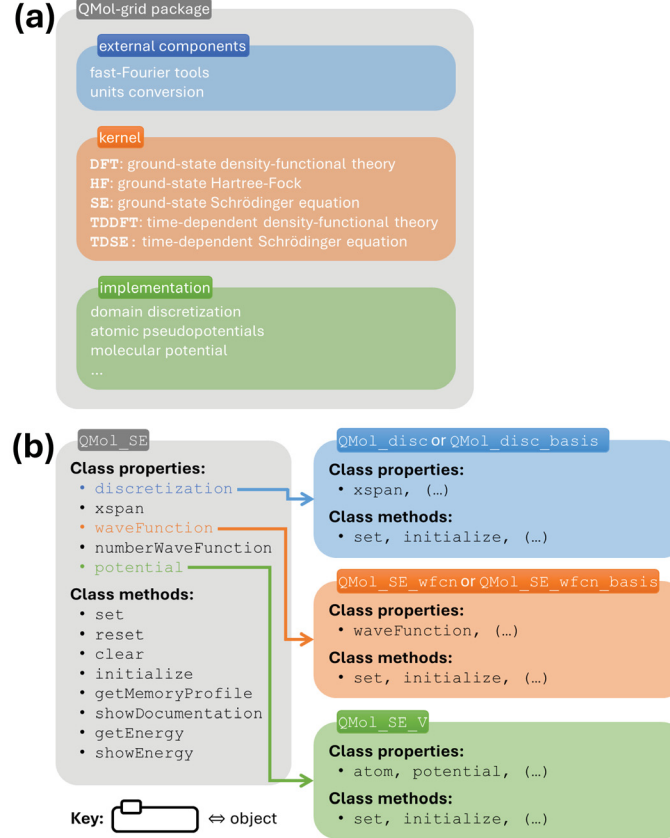 (a)
QMol-grid package
external components
fast-Fourier tools
units conversion
kernel
DFT: ground-state density-functional theory
HF: ground-state Hartree-Fock
SE: ground-state Schrödinger equation
TDDFT: time-dependent density-functional theory
TDSE: time-dependent Schrödinger equation
implementation
domain discretization
atomic pseudopotentials
molecular potential
...
(b)
QMol_SE
Class properties:
• discretization
• xspan
• waveFunction
• numberWaveFunction
• potential
Class methods:
• set
• reset
• clear
• initialize
• getMemoryProfile
• showDocumentation
• getEnergy
• showEnergy
Key: ⇔ object
QMol_disc or QMol_disc_basis
Class properties:
• xspan, (…)
Class methods:
• set, initialize, (…)
QMol_SE_wfcn or QMol_SE_wfcn_basis
Class properties:
• waveFunction, (…)
Class methods:
• set, initialize, (…)
QMol_SE_V
Class properties:
• atom, potential, (…)
Class methods:
• set, initialize, (…)